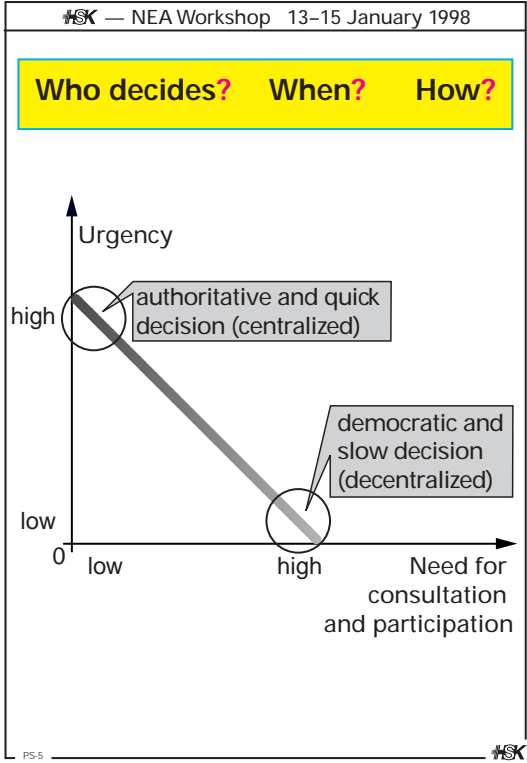 HSK — NEA Workshop 13–15 January 1998
Who decides? When? How?
Urgency
high
authoritative and quick
decision (centralized)
democratic and
slow decision
(decentralized)
low
0
low
high
Need for
consultation
and participation
PS-5
HSK